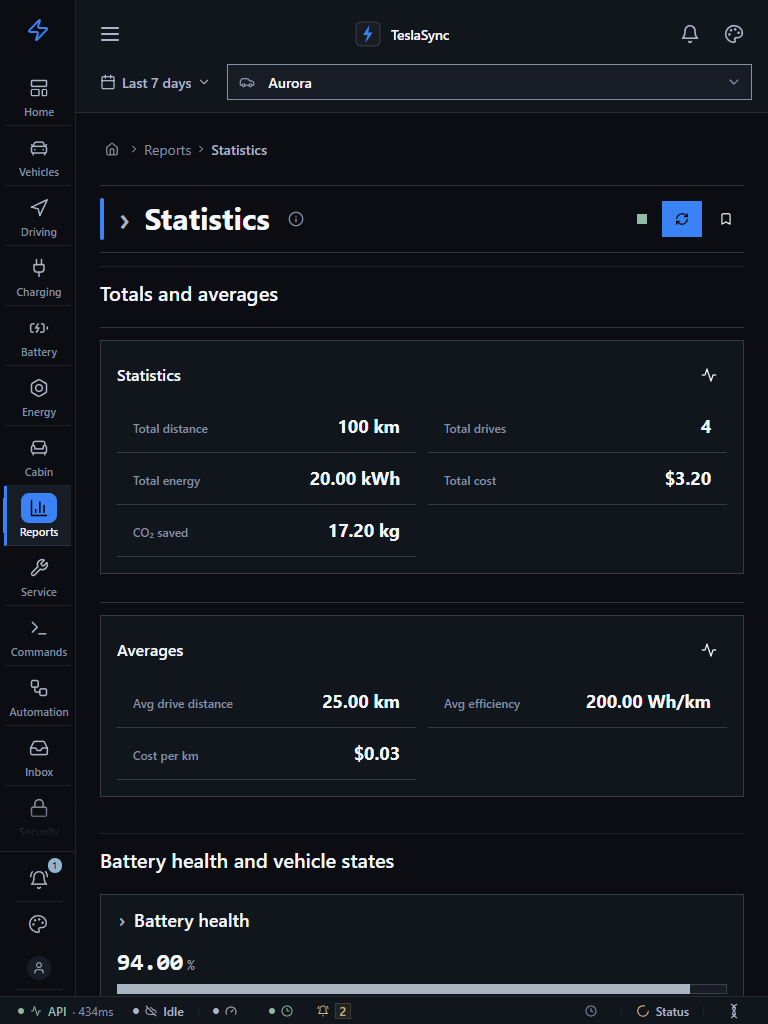 TeslaSync
Last 7 days
Aurora
Home
Vehicles
Driving
Charging
Battery
Energy
Cabin
Reports
Service
Commands
Automation
Inbox
Security
1
Reports
Statistics
Statistics
Totals and averages
Statistics
Total distance 100 km
Total drives 4
Total energy 20.00 kWh
Total cost $3.20
CO₂ saved 17.20 kg
Averages
Avg drive distance 25.00 km
Avg efficiency 200.00 Wh/km
Cost per km $0.03
Battery health and vehicle states
Battery health
94.00 %
API · 434ms Idle 2 Status